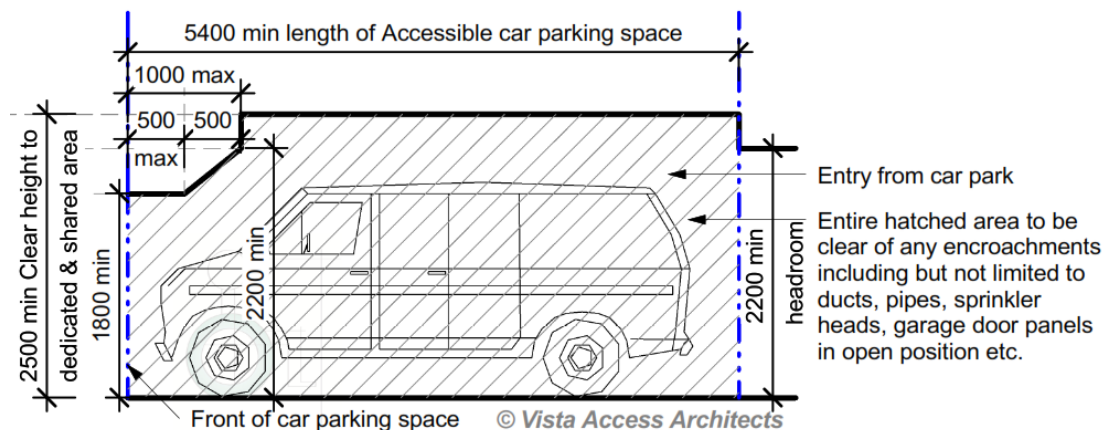 5400 min length of Accessible car parking space
1000 max
500
500
max
2500 min Clear height to
dedicated & shared area
1800 min
2200 min
2200 min
headroom
Entry from car park
Entire hatched area to be
clear of any encroachments
including but not limited to
ducts, pipes, sprinkler
heads, garage door panels
in open position etc.
Front of car parking space
© Vista Access Architects